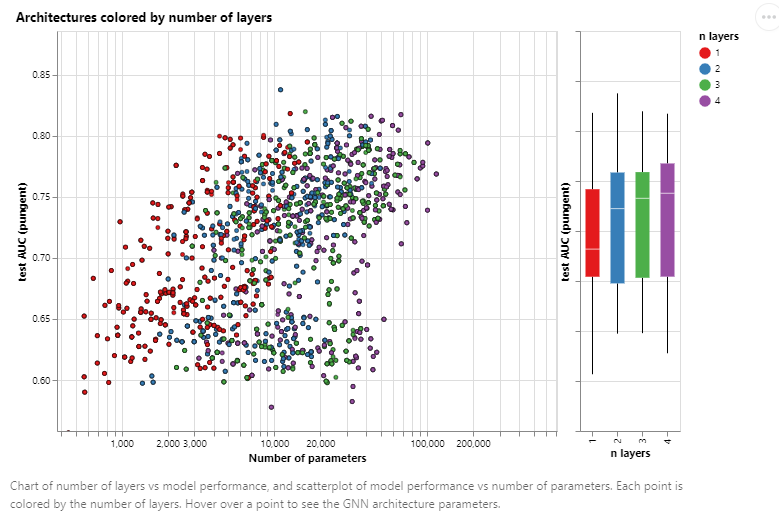 Architectures colored by number of layers
test AUC (pungent)
0.85
0.80
0.75
0.70
0.65
0.60
1,000
2,000
3,000
10,000
20,000
100,000
200,000
Number of parameters
test AUC (pungent)
1
2
3
4
n layers
n layers
1
2
3
4
Chart of number of layers vs model performance, and scatterplot of model performance vs number of parameters. Each point is
colored by the number of layers. Hover over a point to see the GNN architecture parameters.